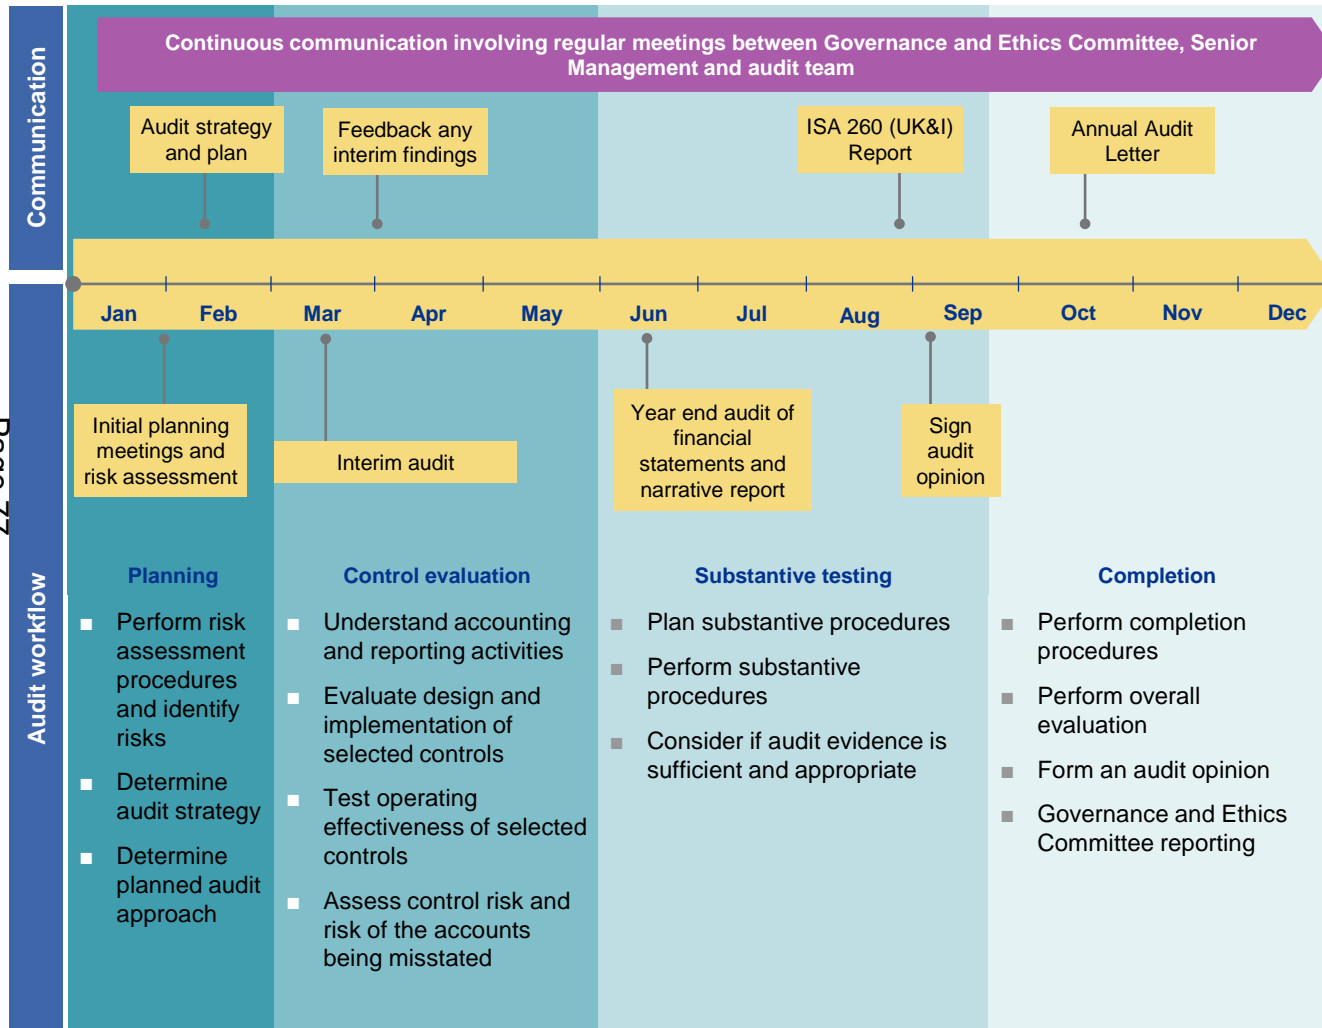 Communication
Continuous communication involving regular meetings between Governance and Ethics Committee, Senior
Management and audit team
Audit strategy
and plan
Feedback any
interim findings
ISA 260 (UK&I)
Report
Annual Audit
Letter
Jan
Feb
Mar
Apr
May
Jun
Jul
Aug
Sep
Oct
Nov
Dec
Initial planning
meetings and
risk assessment
Interim audit
Year end audit of
financial
statements and
narrative report
Sign
audit
opinion
Page 77
Audit workflow
Planning
■ Perform risk
assessment
procedures
and identify
risks
■ Determine
audit strategy
■ Determine
planned audit
approach
Control evaluation
■ Understand accounting
and reporting activities
■ Evaluate design and
implementation of
selected controls
■ Test operating
effectiveness of selected
controls
■ Assess control risk and
risk of the accounts
being misstated
Substantive testing
■ Plan substantive procedures
■ Perform substantive
procedures
■ Consider if audit evidence is
sufficient and appropriate
Completion
■ Perform completion
procedures
■ Perform overall
evaluation
■ Form an audit opinion
■ Governance and Ethics
Committee reporting